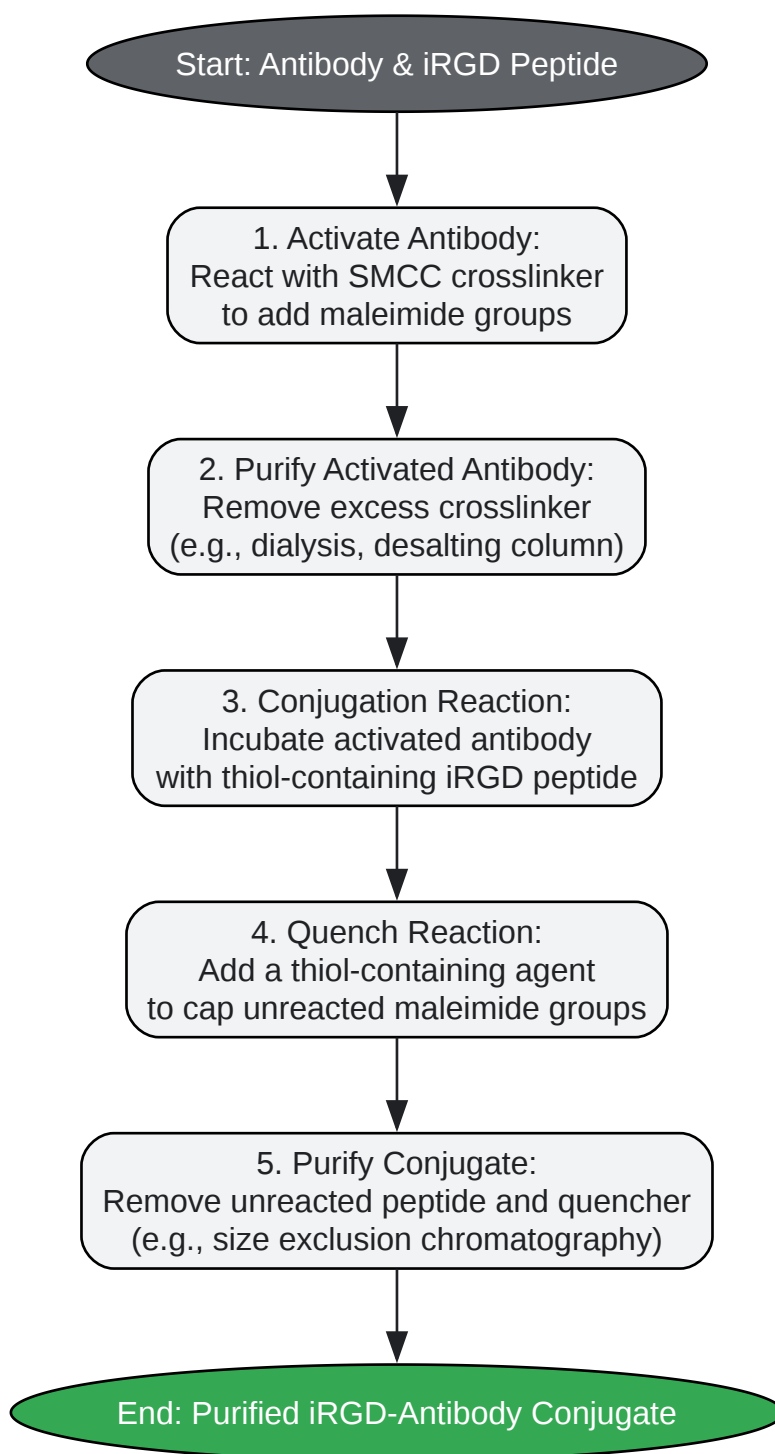 Start: Antibody & iRGD Peptide
1. Activate Antibody:
React with SMCC crosslinker
to add maleimide groups
2. Purify Activated Antibody:
Remove excess crosslinker
(e.g., dialysis, desalting column)
3. Conjugation Reaction:
Incubate activated antibody
with thiol-containing iRGD peptide
4. Quench Reaction:
Add a thiol-containing agent
to cap unreacted maleimide groups
5. Purify Conjugate:
Remove unreacted peptide and quencher
(e.g., size exclusion chromatography)
End: Purified iRGD-Antibody Conjugate